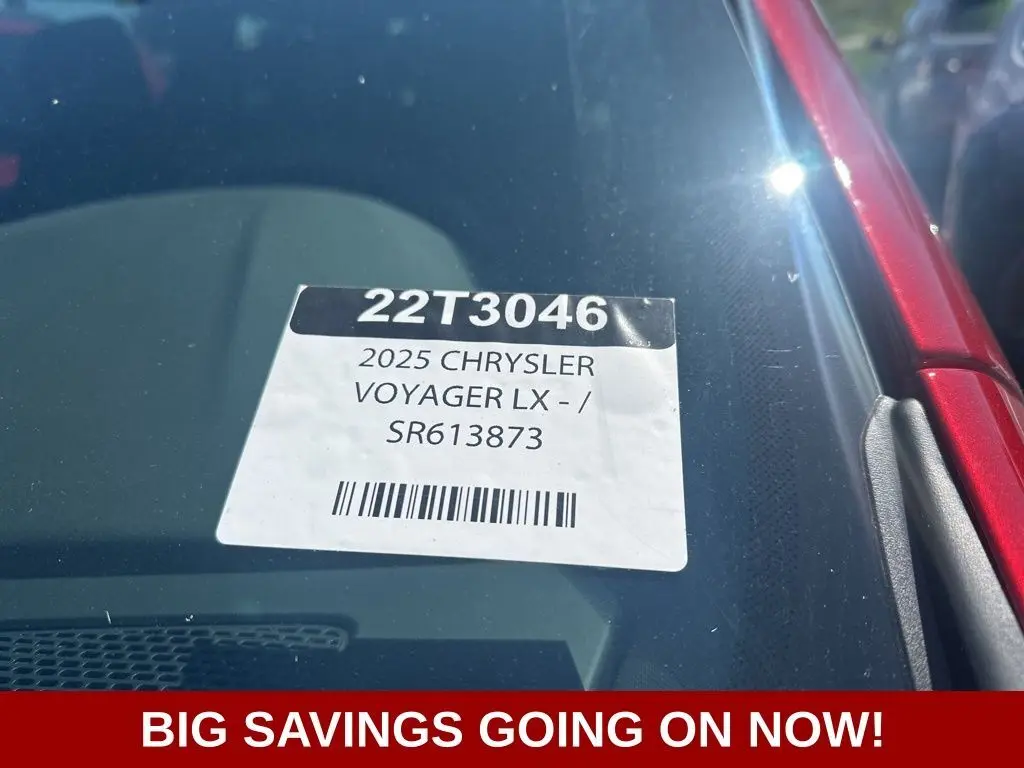 22T3046
2025 CHRYSLER
VOYAGER LX - /
SR613873
BIG SAVINGS GOING ON NOW!